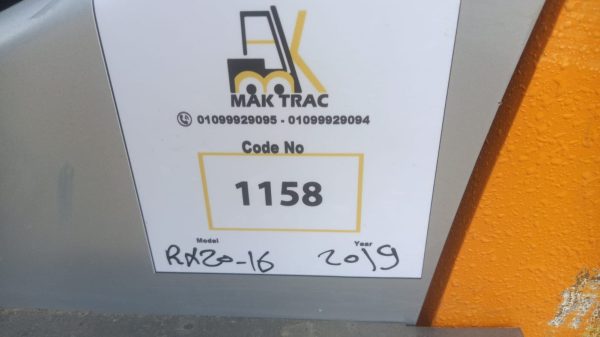 MAK TRAC
01099929095 - 01099929094
Code No
1158
Model Year
RX20-16 2019